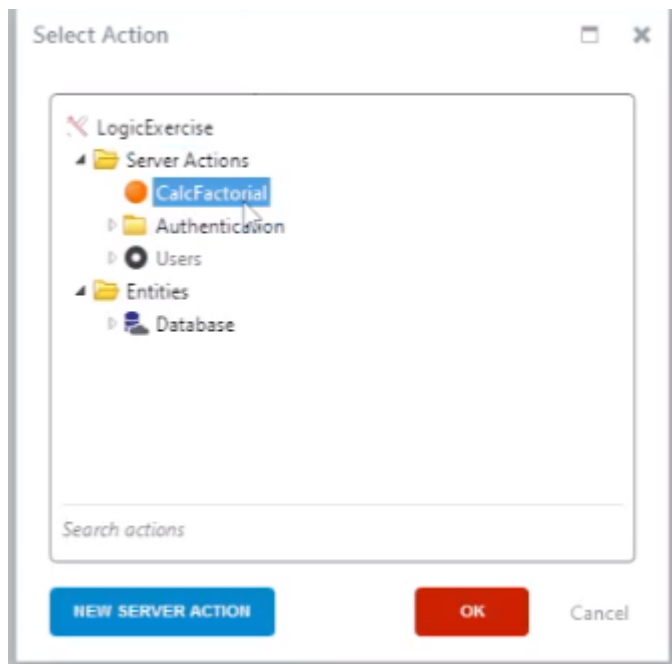 Select Action
LogicExercise
Server Actions
CalcFactorial
Authentication
Users
Entities
Database
Search actions
NEW SERVER ACTION OK Cancel